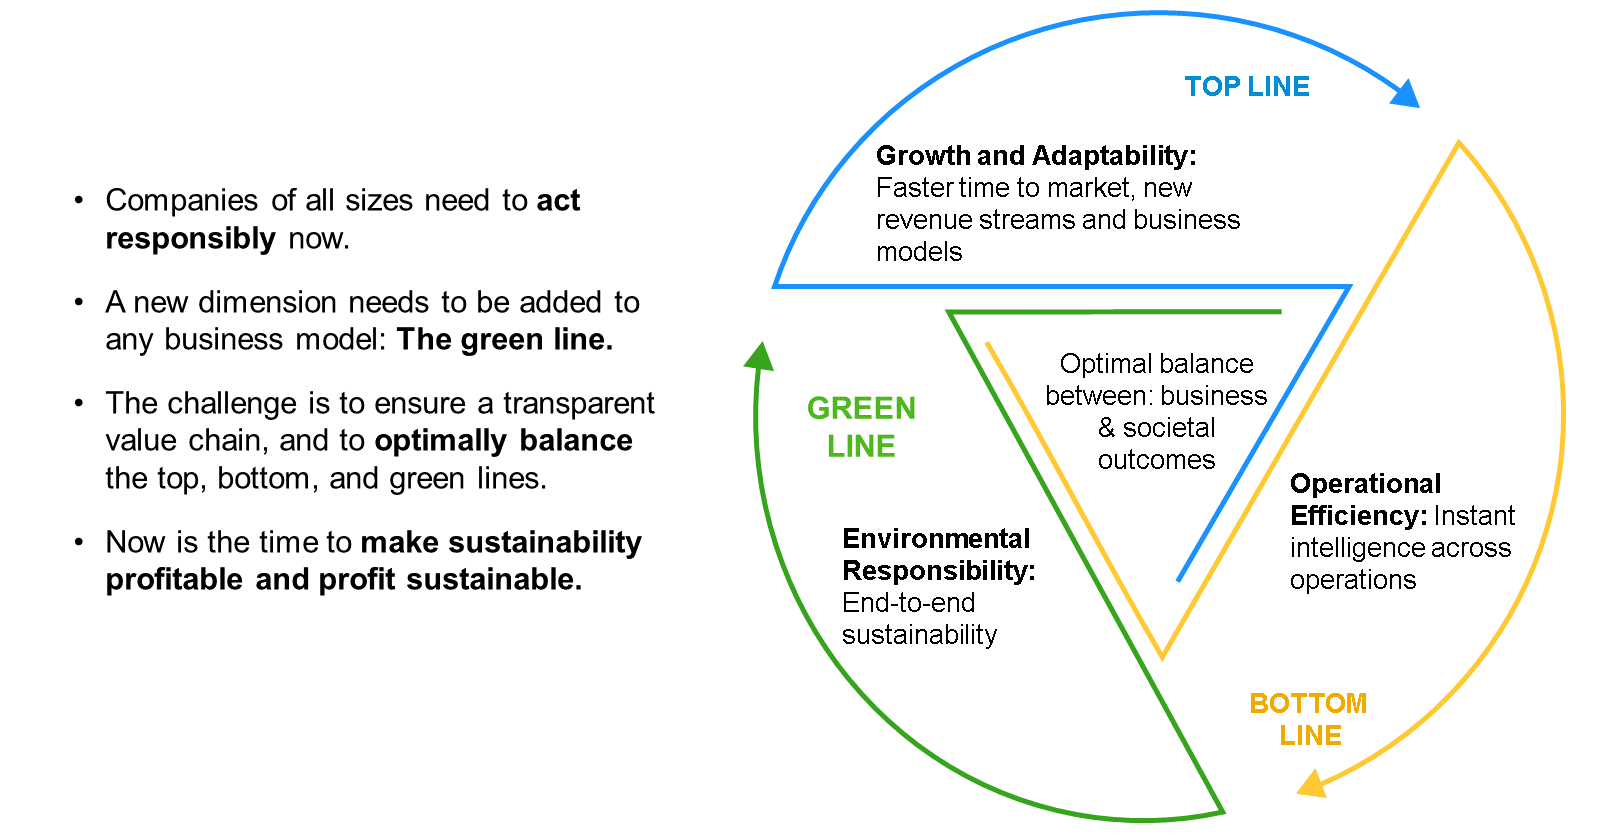 • Companies of all sizes need to act
responsibly now.
• A new dimension needs to be added to
any business model: The green line.
• The challenge is to ensure a transparent
value chain, and to optimally balance
the top, bottom, and green lines.
• Now is the time to make sustainability
profitable and profit sustainable.
TOP LINE
Growth and Adaptability:
Faster time to market, new
revenue streams and business
models
Optimal balance
between: business
& societal
outcomes
GREEN
LINE
Environmental
Responsibility:
End-to-end
sustainability
Operational
Efficiency: Instant
intelligence across
operations
BOTTOM
LINE